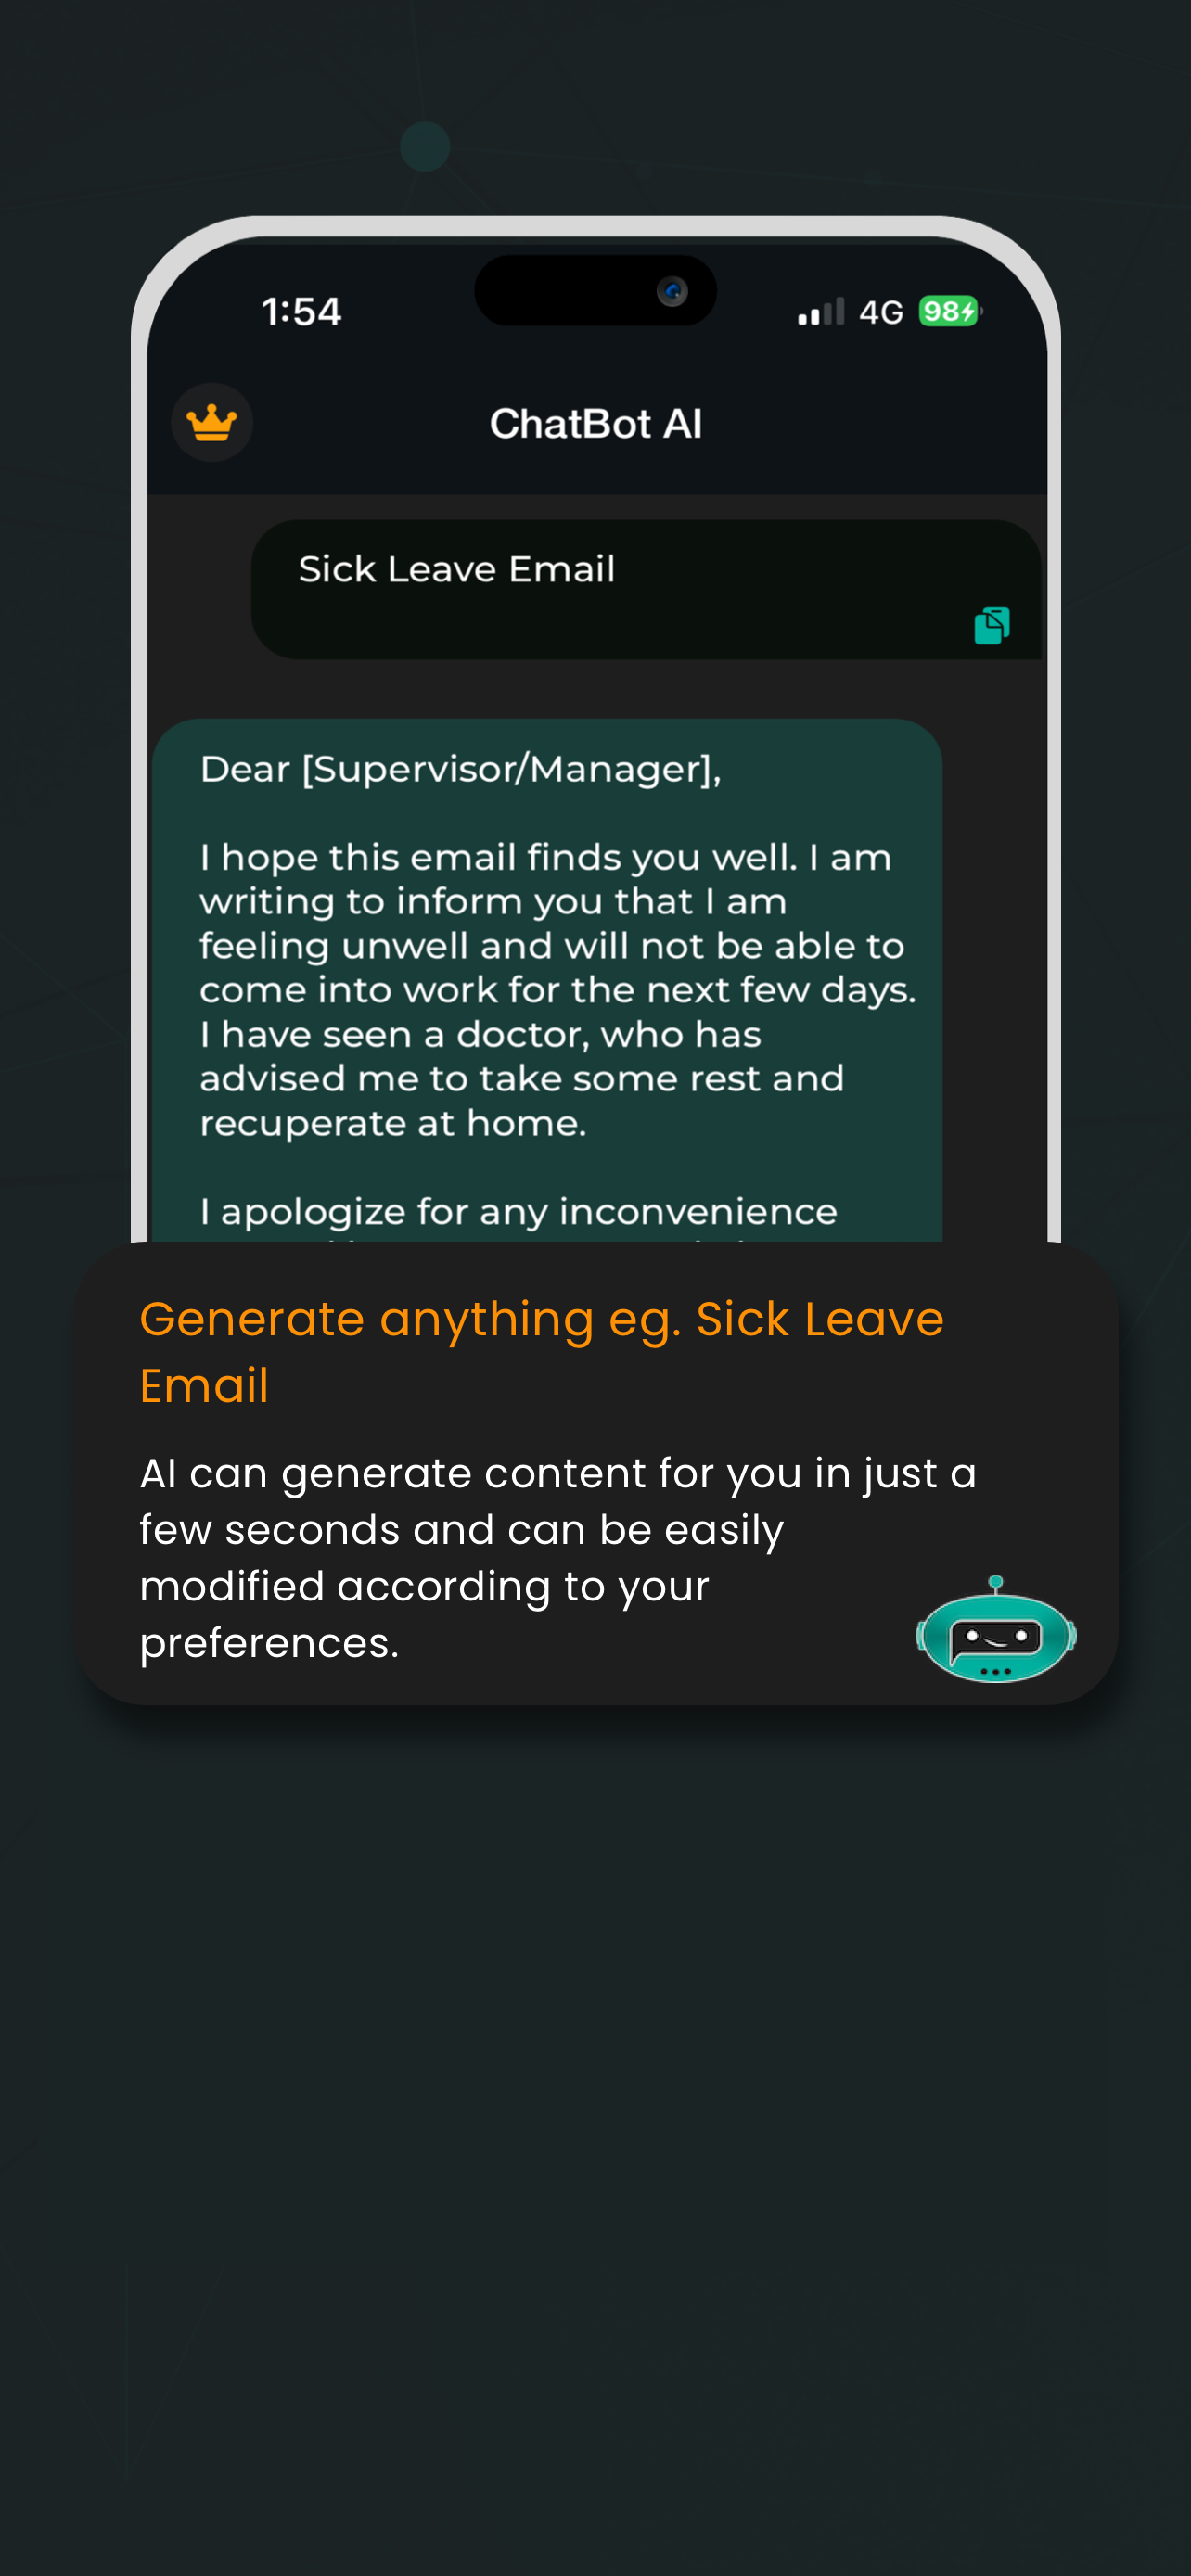 1:54
4G
98
ChatBot AI
Sick Leave Email
Dear [Supervisor/Manager],
I hope this email finds you well. I am
writing to inform you that I am
feeling unwell and will not be able to
come into work for the next few days.
I have seen a doctor, who has
advised me to take some rest and
recuperate at home.
I apologize for any inconvenience
Generate anything eg. Sick Leave
Email
AI can generate content for you in just a
few seconds and can be easily
modified according to your
preferences.